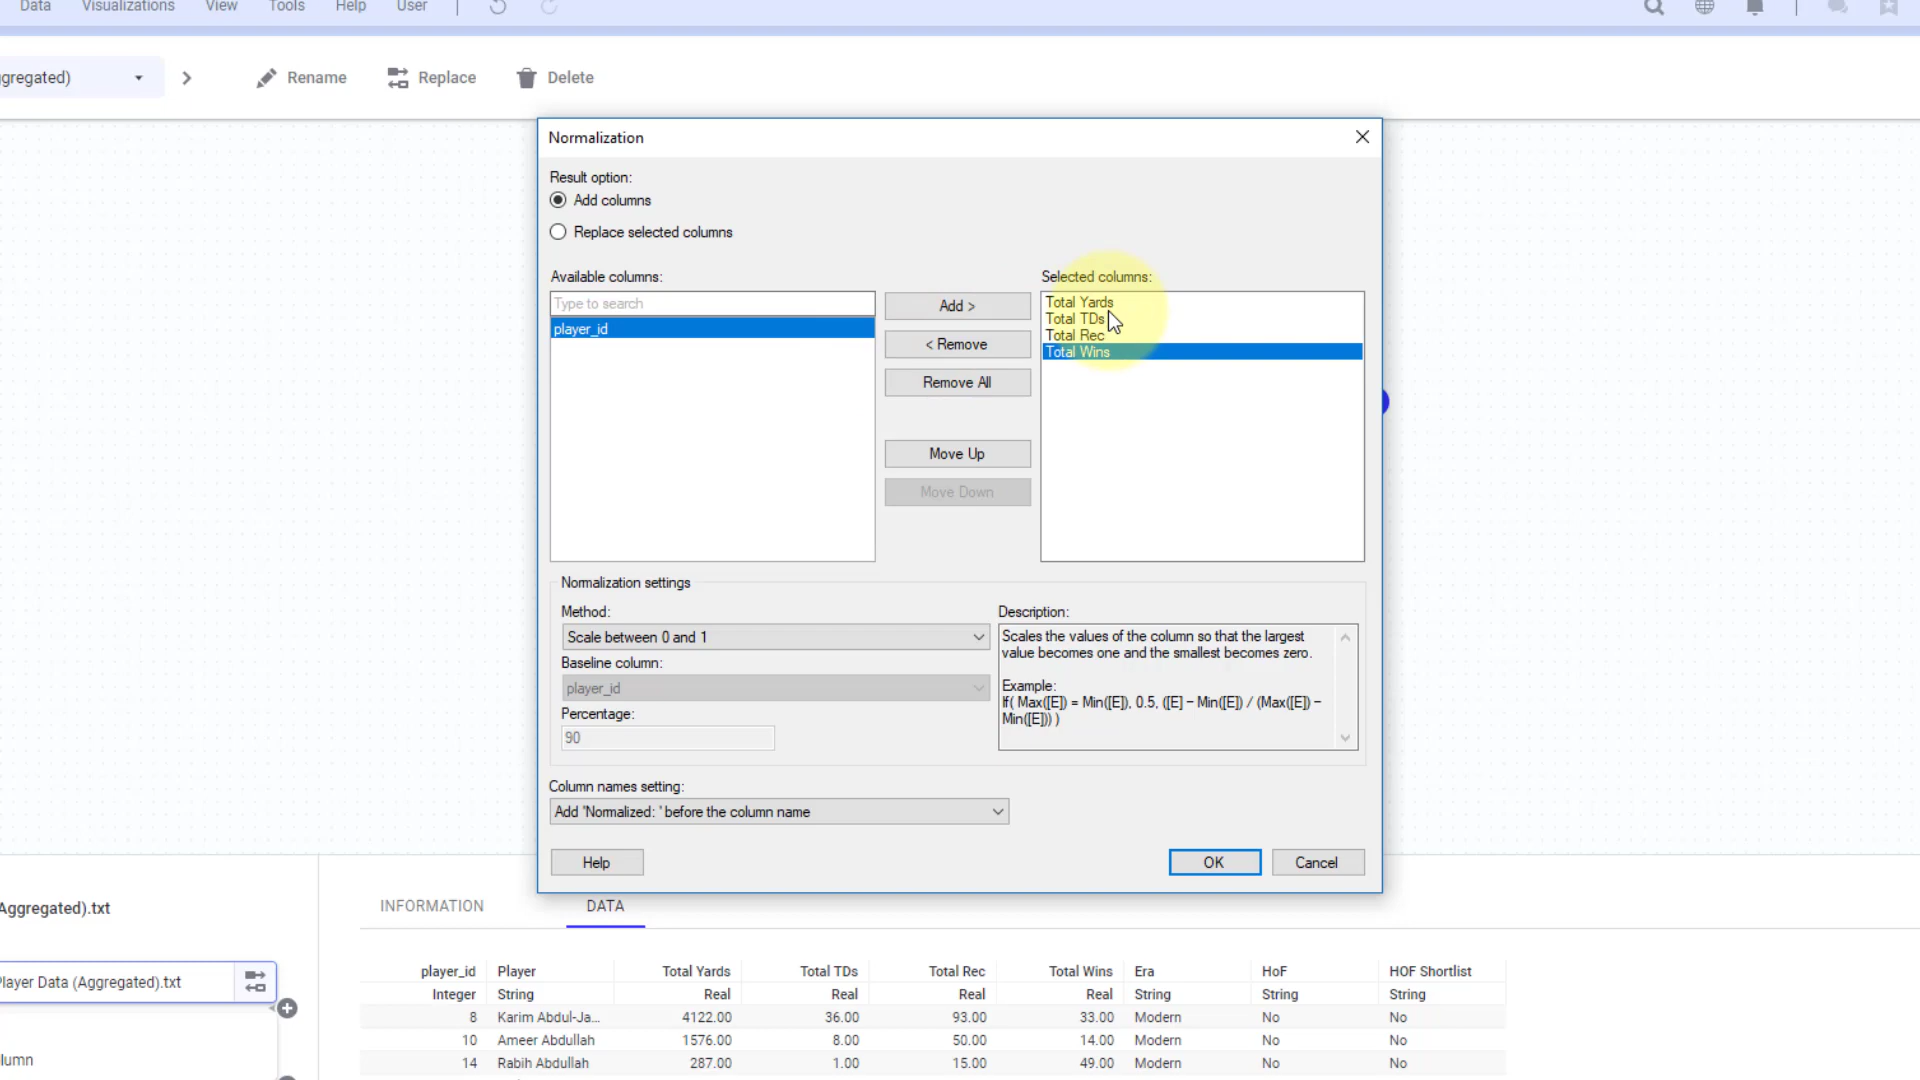 Data Visualizations View Tools Help User
gregated) Rename Replace Delete
Normalization
Result option:
Add columns
Replace selected columns
Available columns:
Type to search
player_id
Add >
< Remove
Remove All
Move Up
Move Down
Selected columns:
Total Yards
Total TDs
Total Rec
Total Wins
Normalization settings
Method:
Scale between 0 and 1
Baseline column:
player_id
Percentage:
90
Description:
Scales the values of the column so that the largest
value becomes one and the smallest becomes zero.
Example:
If( Max([E]) = Min([E]), 0.5, ([E] − Min([E]) / (Max([E]) −
Min([E])) )
Column names setting:
Add 'Normalized: ' before the column name
Help OK Cancel
Aggregated).txt
Player Data (Aggregated).txt
lumn
INFORMATION DATA
player_id Player Total Yards Total TDs Total Rec Total Wins Era HoF HOF Shortlist
Integer String Real Real Real Real String String String
8 Karim Abdul-Ja... 4122.00 36.00 93.00 33.00 Modern No No
10 Ameer Abdullah 1576.00 8.00 50.00 14.00 Modern No No
14 Rabih Abdullah 287.00 1.00 15.00 49.00 Modern No No